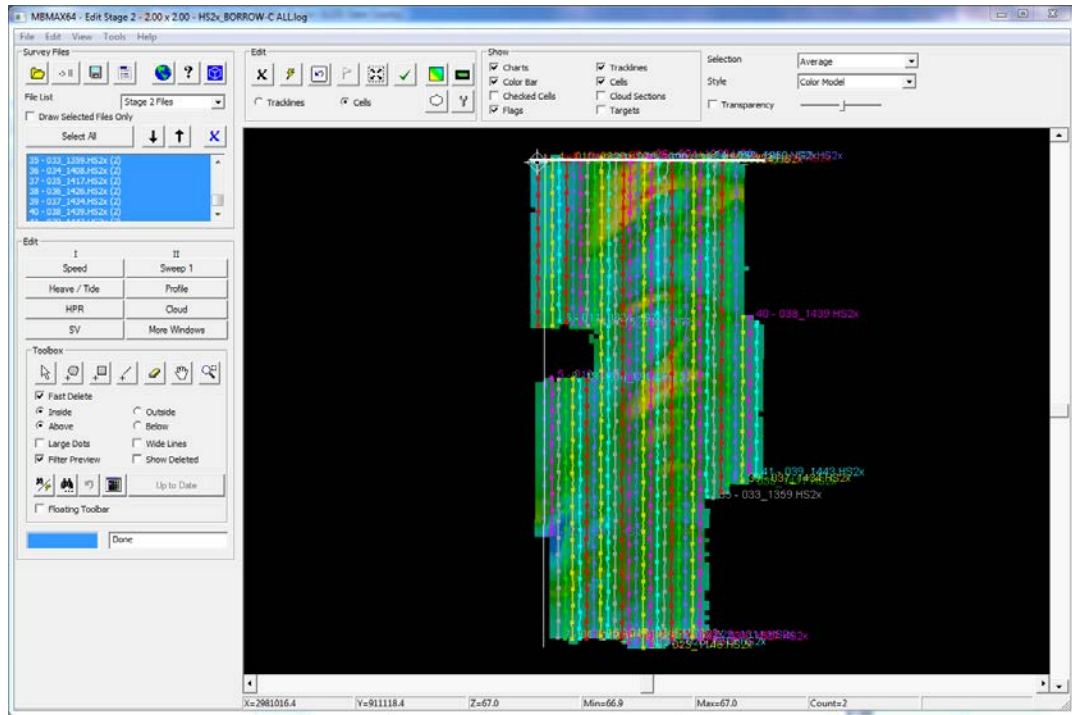 MBMAX64 - Edit Stage 2 - 2.00 x 2.00 - HS2x_BORROW-C ALL.log
File Edit View Tools Help
Survey Files
File List
Stage 2 Files
Draw Selected Files Only
Select All
35 - 033_1359.HS2x (2)
36 - 034_1408.HS2x (2)
37 - 035_1417.HS2x (2)
38 - 036_1426.HS2x (2)
39 - 037_1434.HS2x (2)
40 - 038_1439.HS2x (2)
Edit
Tracklines
Cells
Show
Charts
Tracklines
Color Bar
Cells
Checked Cells
Cloud Sections
Flags
Targets
Selection
Average
Style
Color Model
Transparency
Edit
I
II
Speed
Sweep 1
Heave / Tide
Profile
HPR
Cloud
SV
More Windows
Toolbox
Fast Delete
Inside
Outside
Above
Below
Large Dots
Wide Lines
Filter Preview
Show Deleted
Up to Date
Floating Toolbar
Done
40 - 038_1439.HS2x
41 - 039_1443.HS2x
35 - 033_1359.HS2x
X=2981016.4
Y=911118.4
Z=67.0
Min=66.9
Max=67.0
Count=2